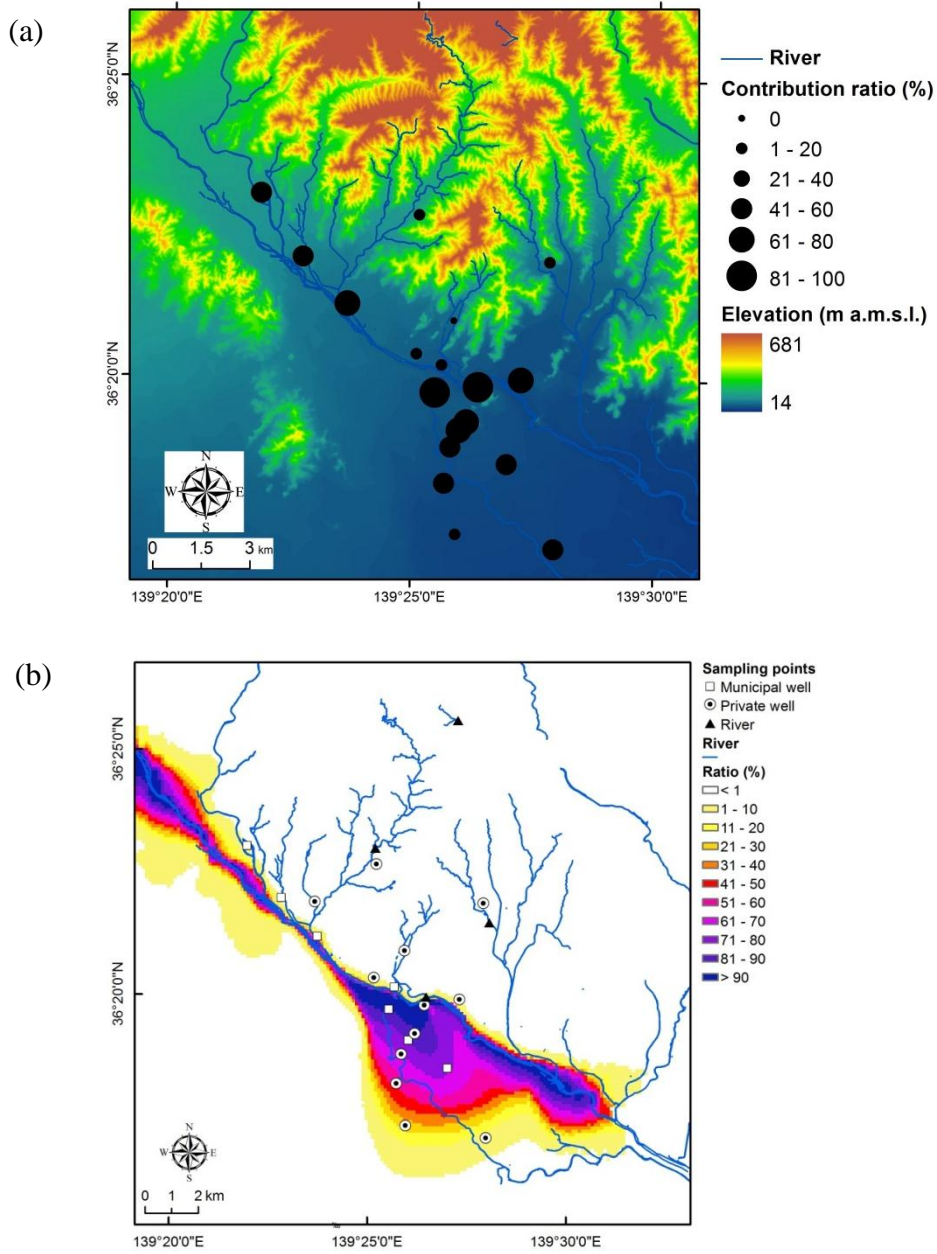 (a)
36°25'0"N
36°20'0"N
N
W
E
S
0 1.5 3 km
139°20'0"E 139°25'0"E 139°30'0"E
River
Contribution ratio (%)
0
1 - 20
21 - 40
41 - 60
61 - 80
81 - 100
Elevation (m a.m.s.l.)
681
14
(b)
36°25'0"N
36°20'0"N
N
W
E
S
0 1 2 km
139°20'0"E 139°25'0"E 139°30'0"E
Sampling points
Municipal well
Private well
River
River
Ratio (%)
< 1
1 - 10
11 - 20
21 - 30
31 - 40
41 - 50
51 - 60
61 - 70
71 - 80
81 - 90
> 90